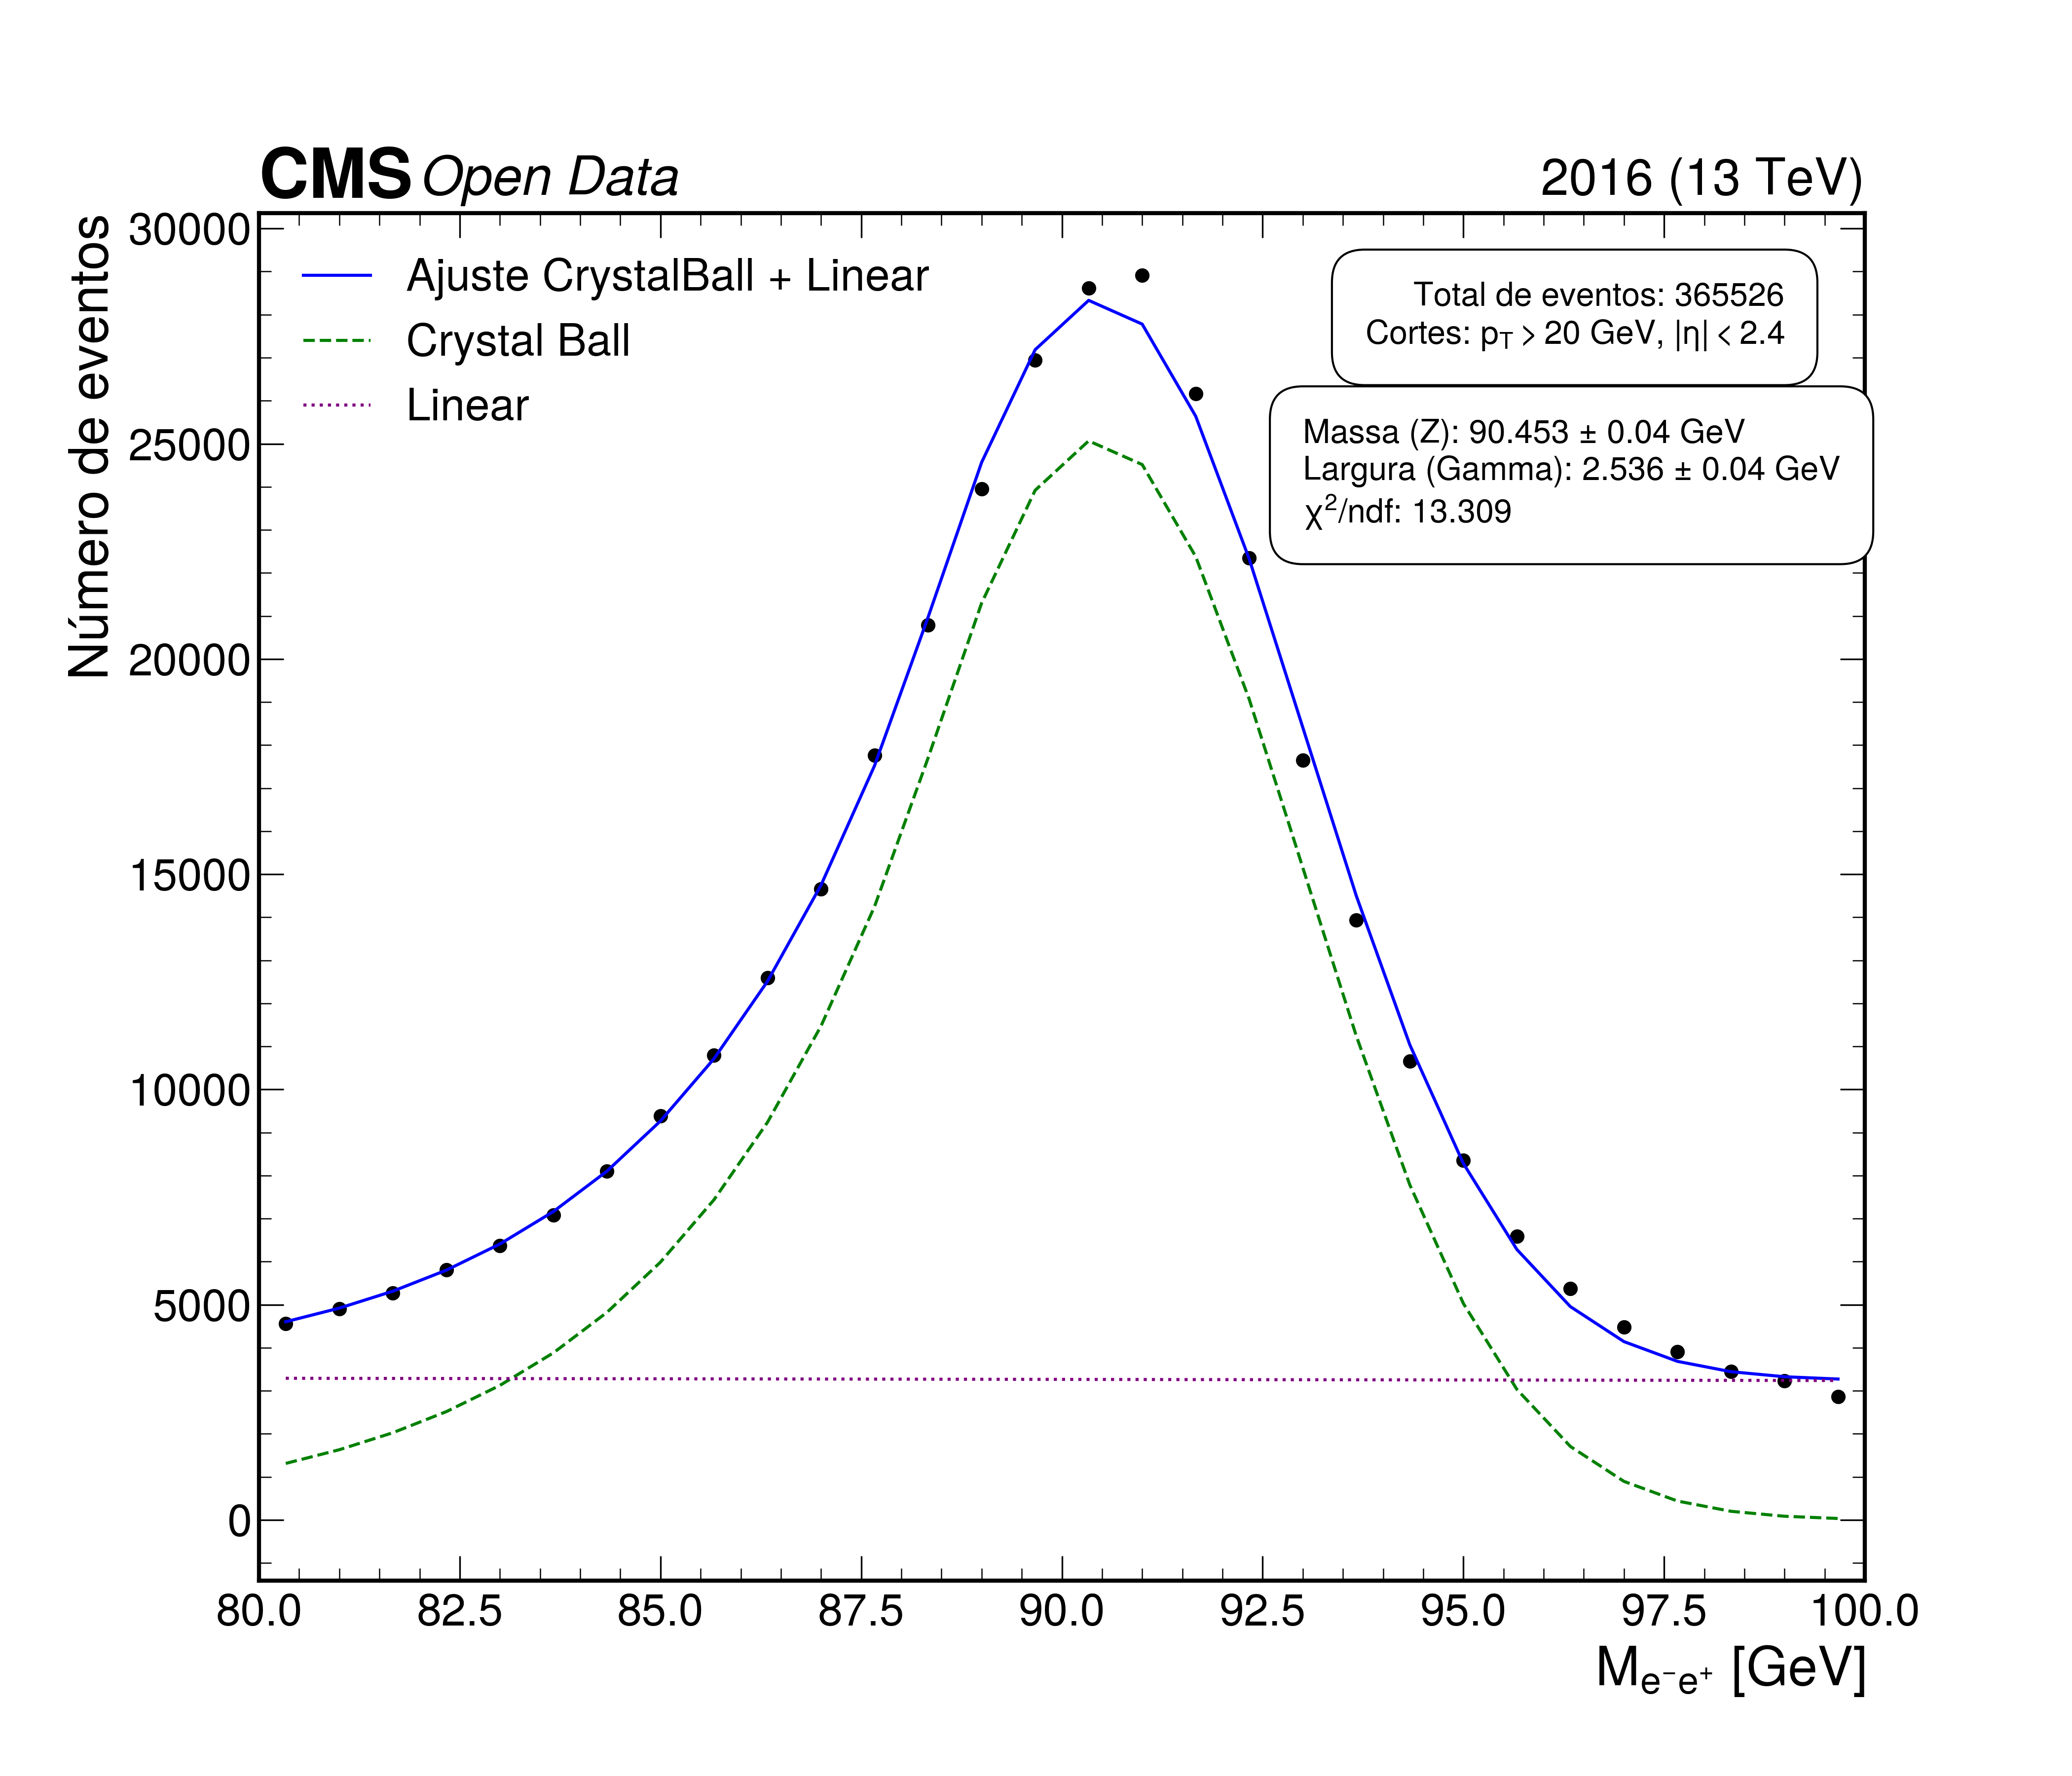 CMS Open Data
2016 (13 TeV)
Número de eventos
30000
25000
20000
15000
10000
5000
0
Ajuste CrystalBall + Linear
Crystal Ball
Linear
Total de eventos: 365526
Cortes: p_T > 20 GeV, |η| < 2.4
Massa (Z): 90.453 ± 0.04 GeV
Largura (Gamma): 2.536 ± 0.04 GeV
χ²/ndf: 13.309
80.0 82.5 85.0 87.5 90.0 92.5 95.0 97.5 100.0
M_e⁻e⁺ [GeV]